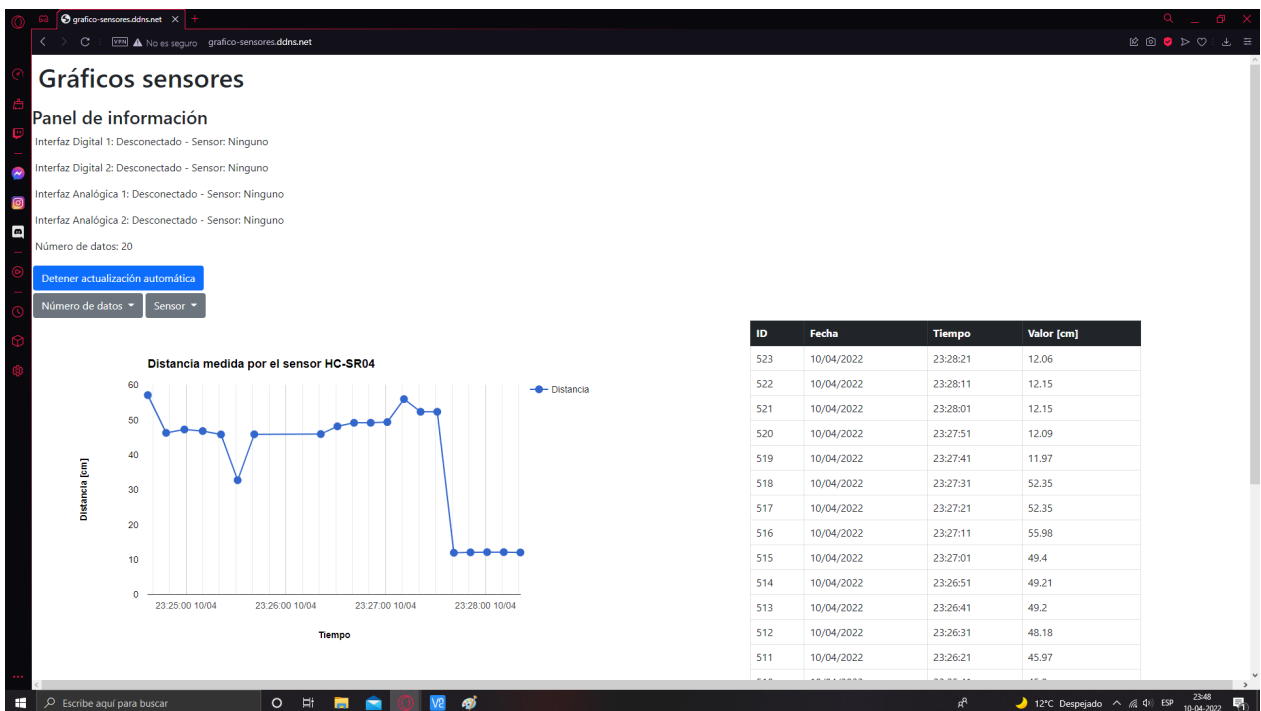 grafico-sensores.ddns.net
VPN No es seguro grafico-sensores.ddns.net
Gráficos sensores
Panel de información
Interfaz Digital 1: Desconectado - Sensor: Ninguno
Interfaz Digital 2: Desconectado - Sensor: Ninguno
Interfaz Analógica 1: Desconectado - Sensor: Ninguno
Interfaz Analógica 2: Desconectado - Sensor: Ninguno
Número de datos: 20
Detener actualización automática
Número de datos Sensor
Distancia medida por el sensor HC-SR04
Distancia
60
50
40
30
20
10
0
Distancia [cm]
23:25:00 10/04 23:26:00 10/04 23:27:00 10/04 23:28:00 10/04
Tiempo
ID Fecha Tiempo Valor [cm]
523 10/04/2022 23:28:21 12.06
522 10/04/2022 23:28:11 12.15
521 10/04/2022 23:28:01 12.15
520 10/04/2022 23:27:51 12.09
519 10/04/2022 23:27:41 11.97
518 10/04/2022 23:27:31 52.35
517 10/04/2022 23:27:21 52.35
516 10/04/2022 23:27:11 55.98
515 10/04/2022 23:27:01 49.4
514 10/04/2022 23:26:51 49.21
513 10/04/2022 23:26:41 49.2
512 10/04/2022 23:26:31 48.18
511 10/04/2022 23:26:21 45.97
Escribe aquí para buscar
12°C Despejado ESP 23:48
10-04-2022